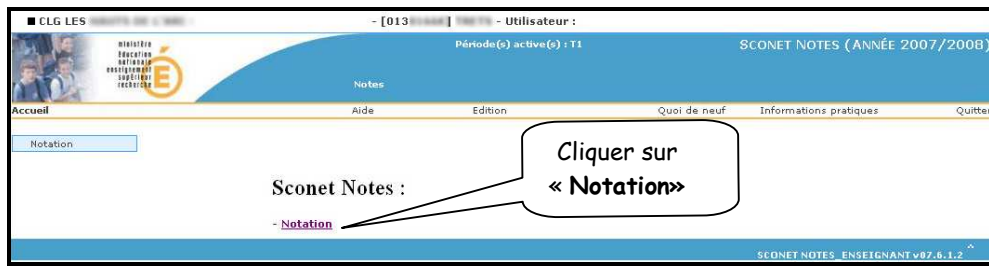 CLG LES - [013 - Utilisateur :
ministère
éducation
nationale
enseignement
supérieur
recherche
Période(s) active(s) : T1
SCONET NOTES (ANNÉE 2007/2008)
Notes
Accueil Aide Edition Quoi de neuf Informations pratiques Quitter
Notation
Cliquer sur
« Notation»
Sconet Notes :
- Notation
SCONET NOTES_ENSEIGNANT v07.6.1.2